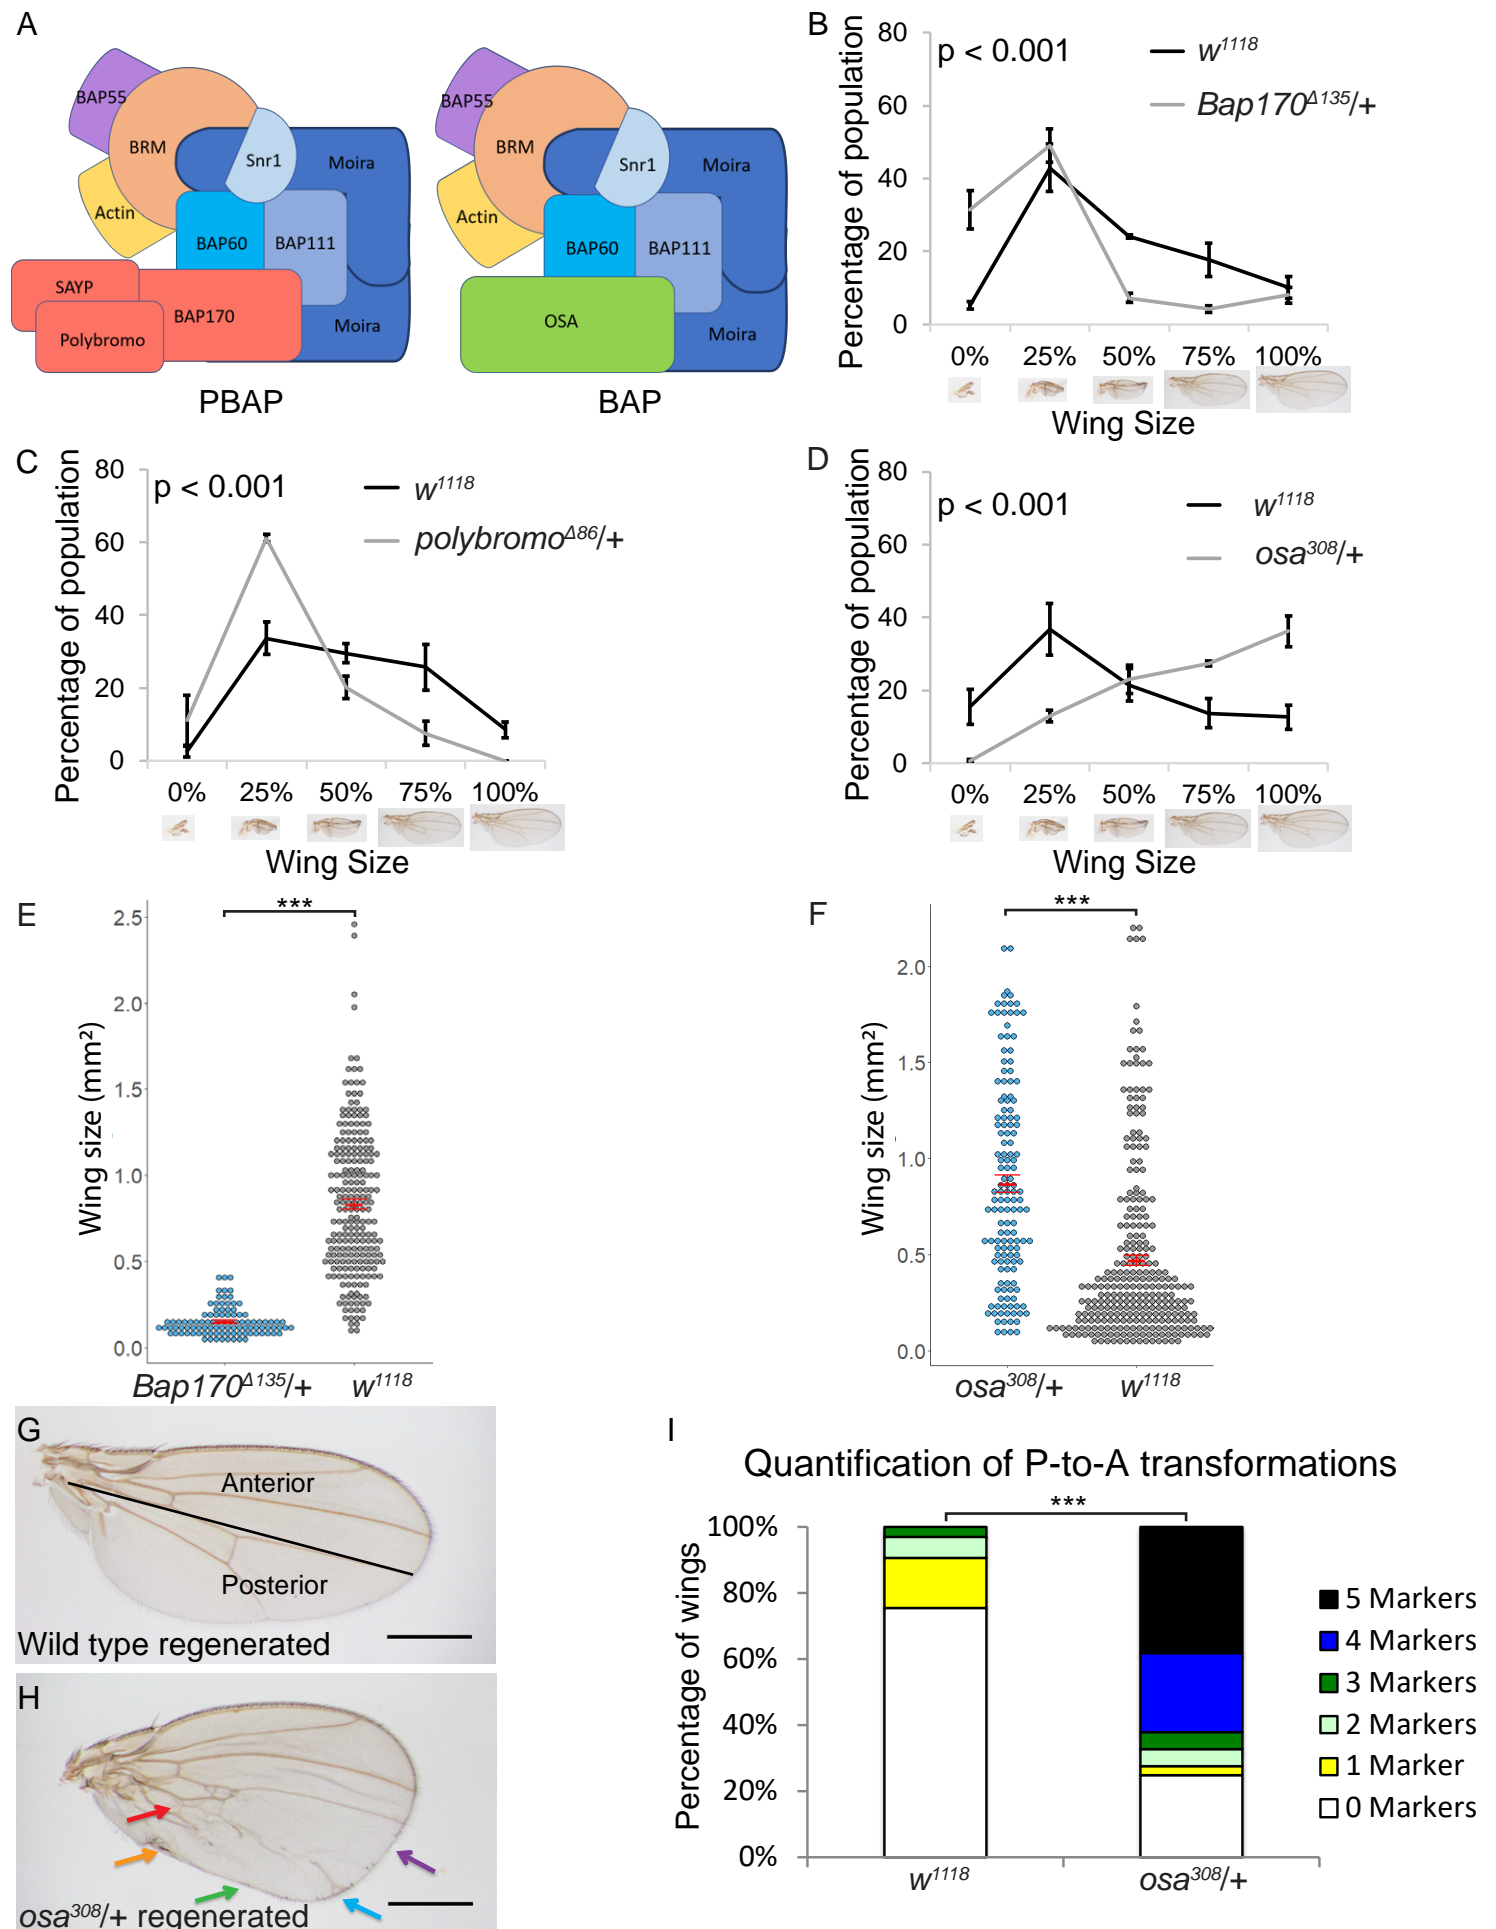 A
BAP55
BRM
Snr1
Moira
Actin
BAP60
BAP111
SAYP
BAP170
Polybromo
Moira
PBAP
BAP55
BRM
Snr1
Moira
Actin
BAP60
BAP111
OSA
Moira
BAP
B
p < 0.001
w1118
Bap170Δ135/+
Percentage of population
80
60
40
20
0
0% 25% 50% 75% 100%
Wing Size
C
p < 0.001
w1118
polybromoΔ86/+
Percentage of population
80
60
40
20
0
0% 25% 50% 75% 100%
Wing Size
D
p < 0.001
w1118
osa308/+
Percentage of population
80
60
40
20
0
0% 25% 50% 75% 100%
Wing Size
E
***
Wing size (mm²)
2.5
2.0
1.5
1.0
0.5
0.0
Bap170Δ135/+ w1118
F
***
Wing size (mm²)
2.0
1.5
1.0
0.5
0.0
osa308/+ w1118
G
Anterior
Posterior
Wild type regenerated
H
osa308/+ regenerated
I
Quantification of P-to-A transformations
***
Percentage of wings
100%
80%
60%
40%
20%
0%
w1118 osa308/+
5 Markers
4 Markers
3 Markers
2 Markers
1 Marker
0 Markers